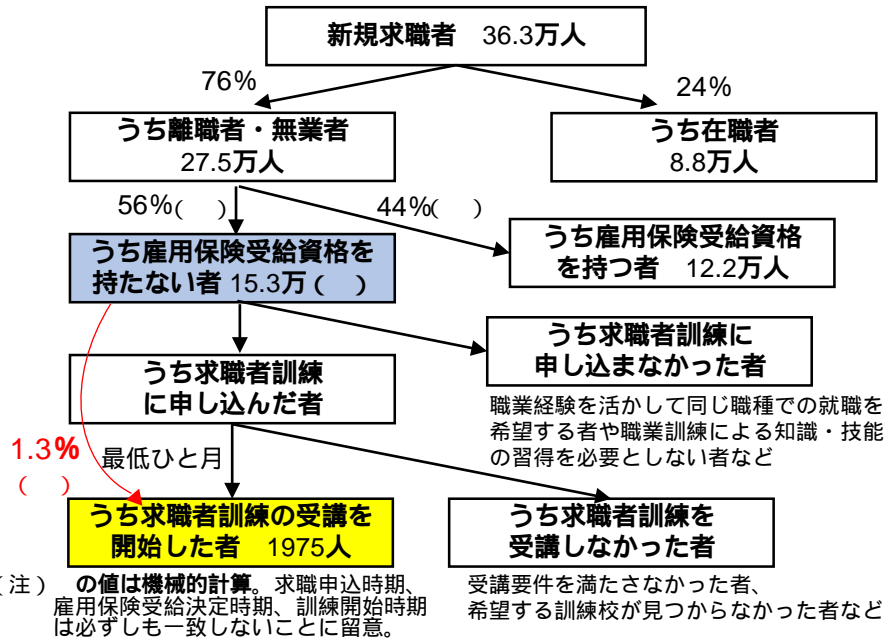 新規求職者 36.3万人
76%
24%
うち離職者・無業者
27.5万人
うち在職者
8.8万人
56%( )
44%( )
うち雇用保険受給資格を
持たない者 15.3万( )
うち雇用保険受給資格
を持つ者 12.2万人
うち求職者訓練
に申し込んだ者
うち求職者訓練に
申し込まなかった者
職業経験を活かして同じ職種での就職を
希望する者や職業訓練による知識・技能
の習得を必要としない者など
1.3%
( )
最低ひと月
うち求職者訓練の受講を
開始した者 1975人
うち求職者訓練を
受講しなかった者
(注) の値は機械的計算。求職申込時期、
雇用保険受給決定時期、訓練開始時期
は必ずしも一致しないことに留意。
受講要件を満たさなかった者、
希望する訓練校が見つからなかった者など